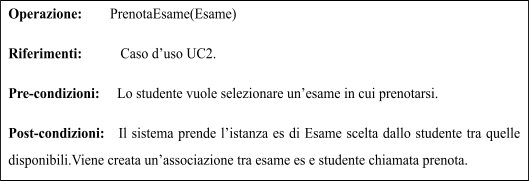 Operazione: PrenotaEsame(Esame)
Riferimenti: Caso d’uso UC2.
Pre-condizioni: Lo studente vuole selezionare un’esame in cui prenotarsi.
Post-condizioni: Il sistema prende l’istanza es di Esame scelta dallo studente tra quelle
disponibili.Viene creata un’associazione tra esame es e studente chiamata prenota.